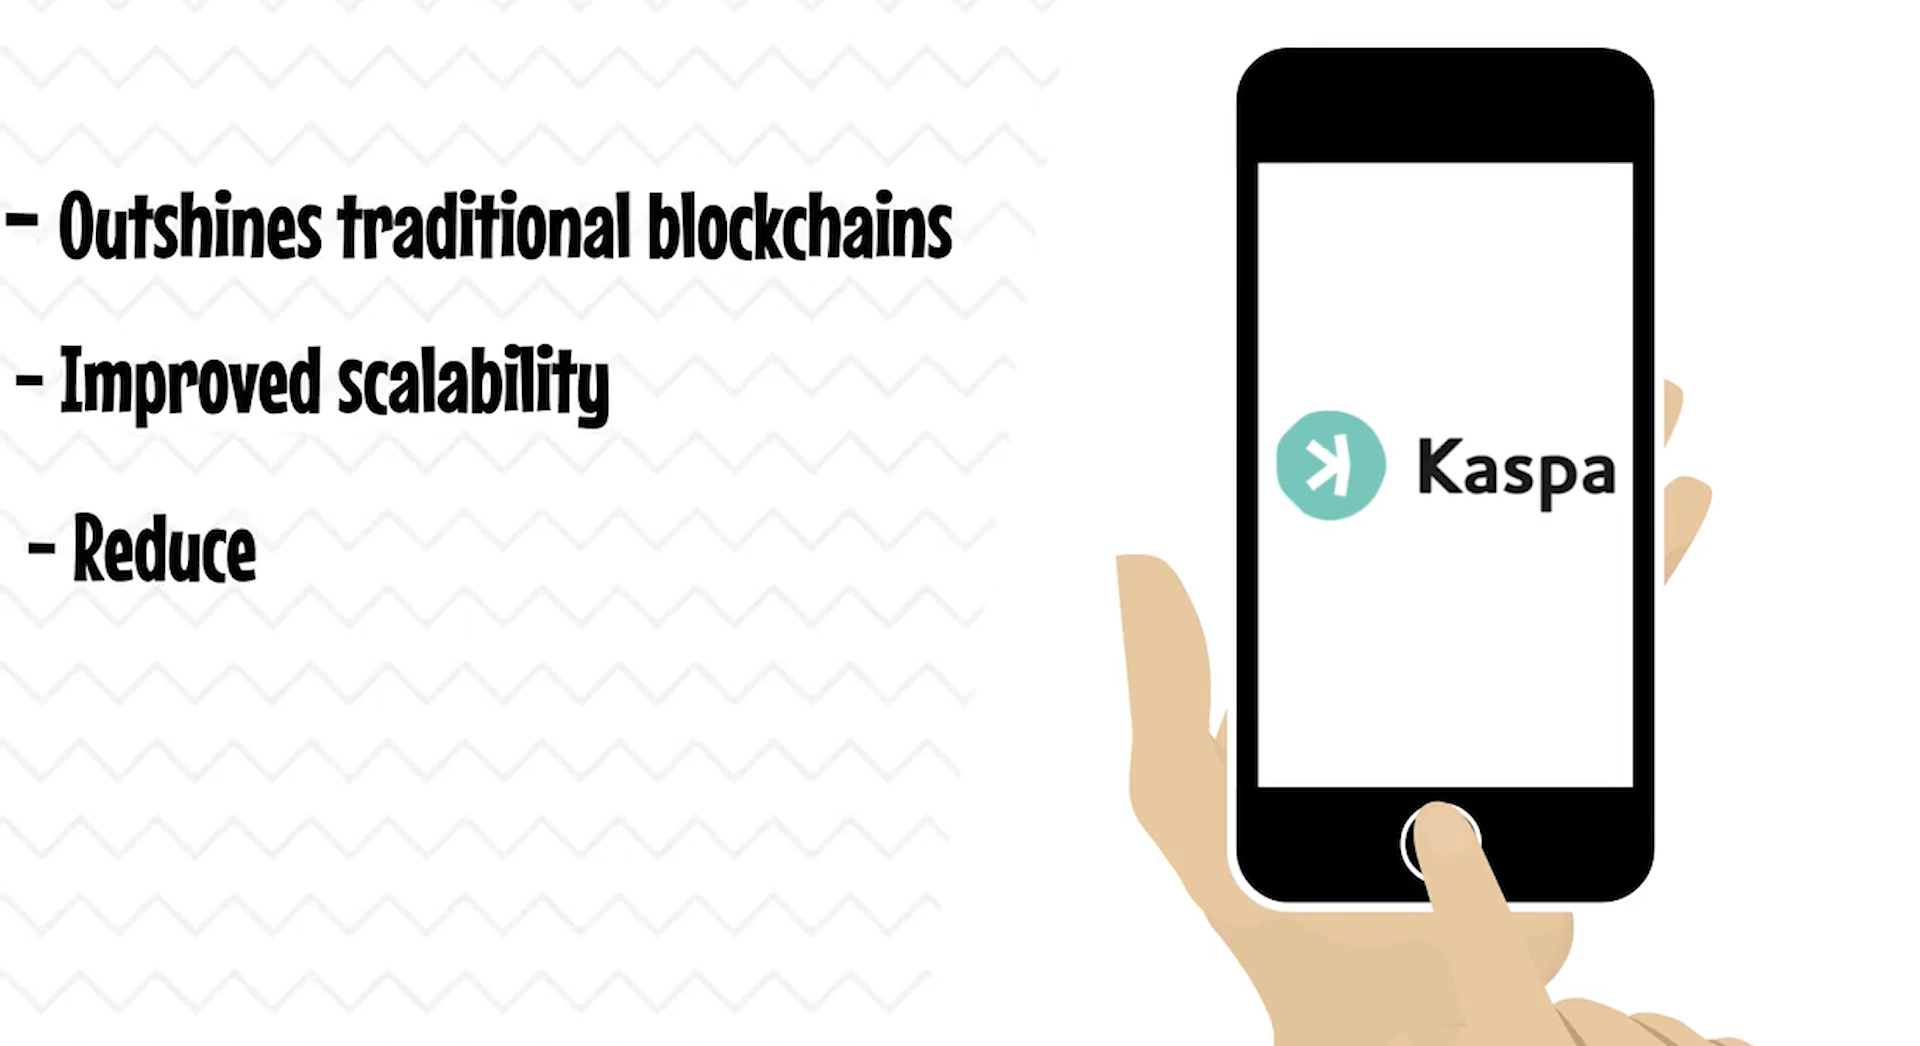 - Outshines traditional blockchains
- Improved scalability
- Reduce
Kaspa